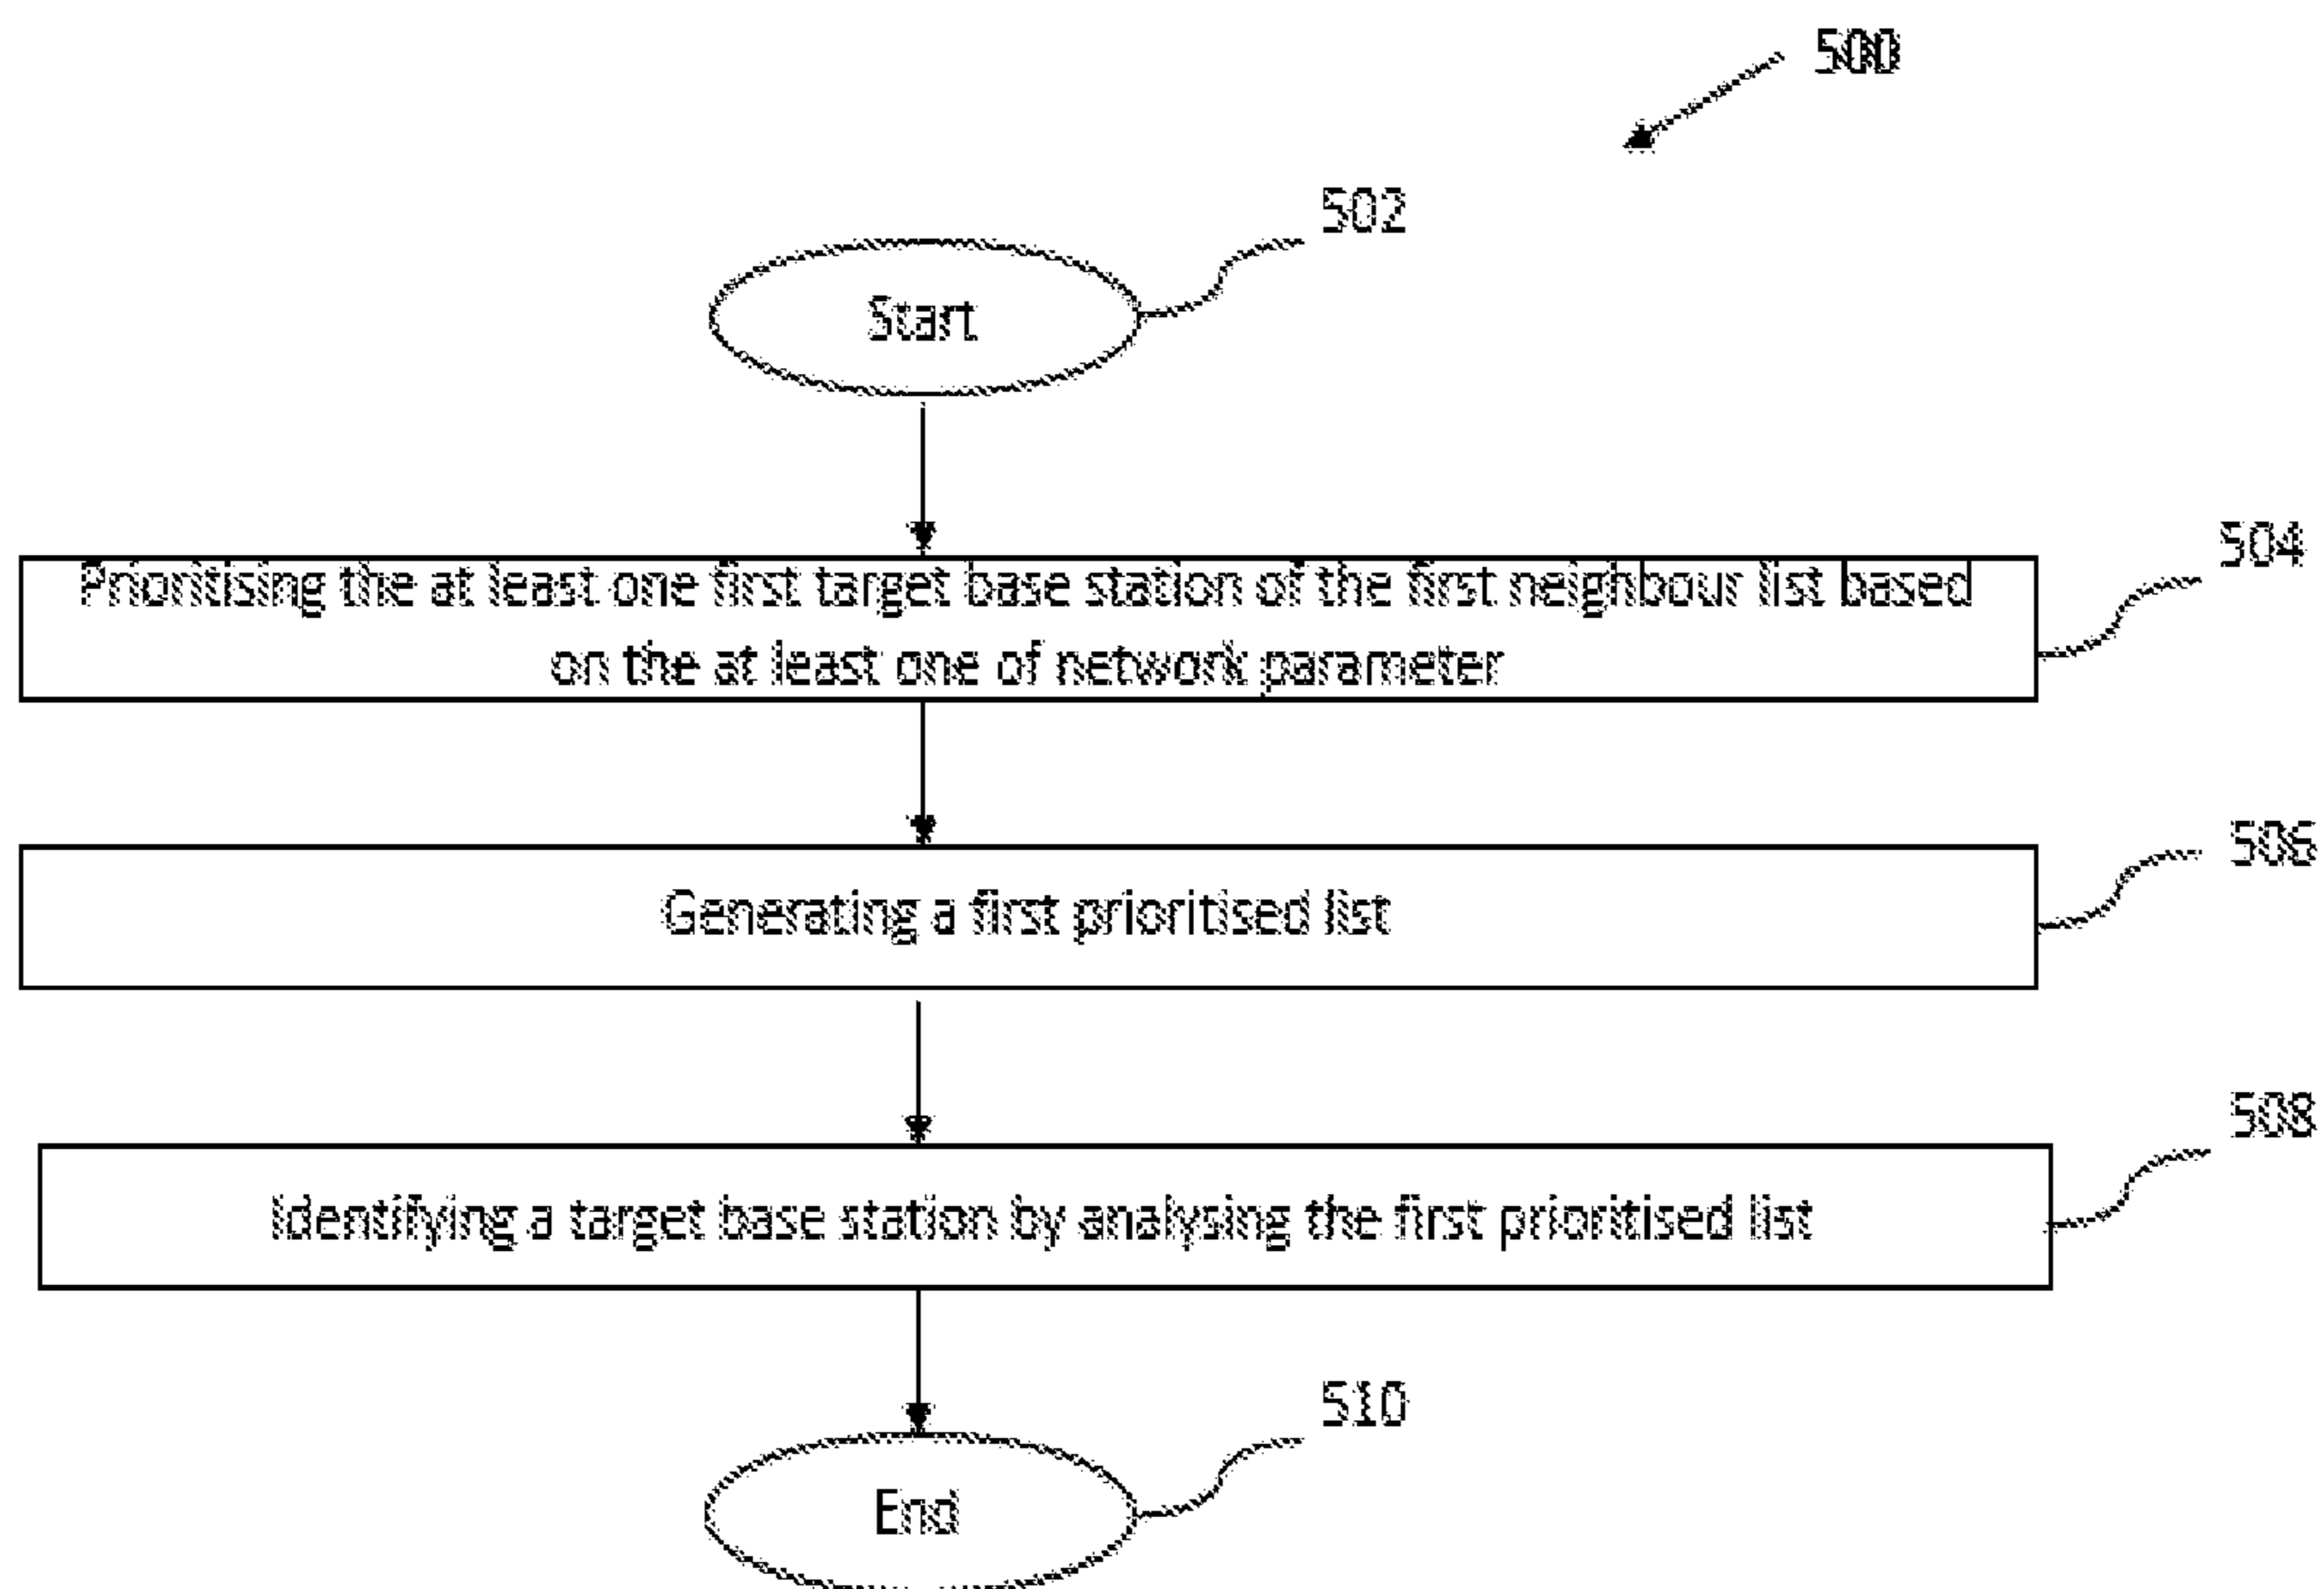 500
502
Start
504
Prioritising the at least one first target base station of the first neighbour list based
on the at least one of network parameter
506
Generating a first prioritised list
508
Identifying a target base station by analysing the first prioritised list
510
End